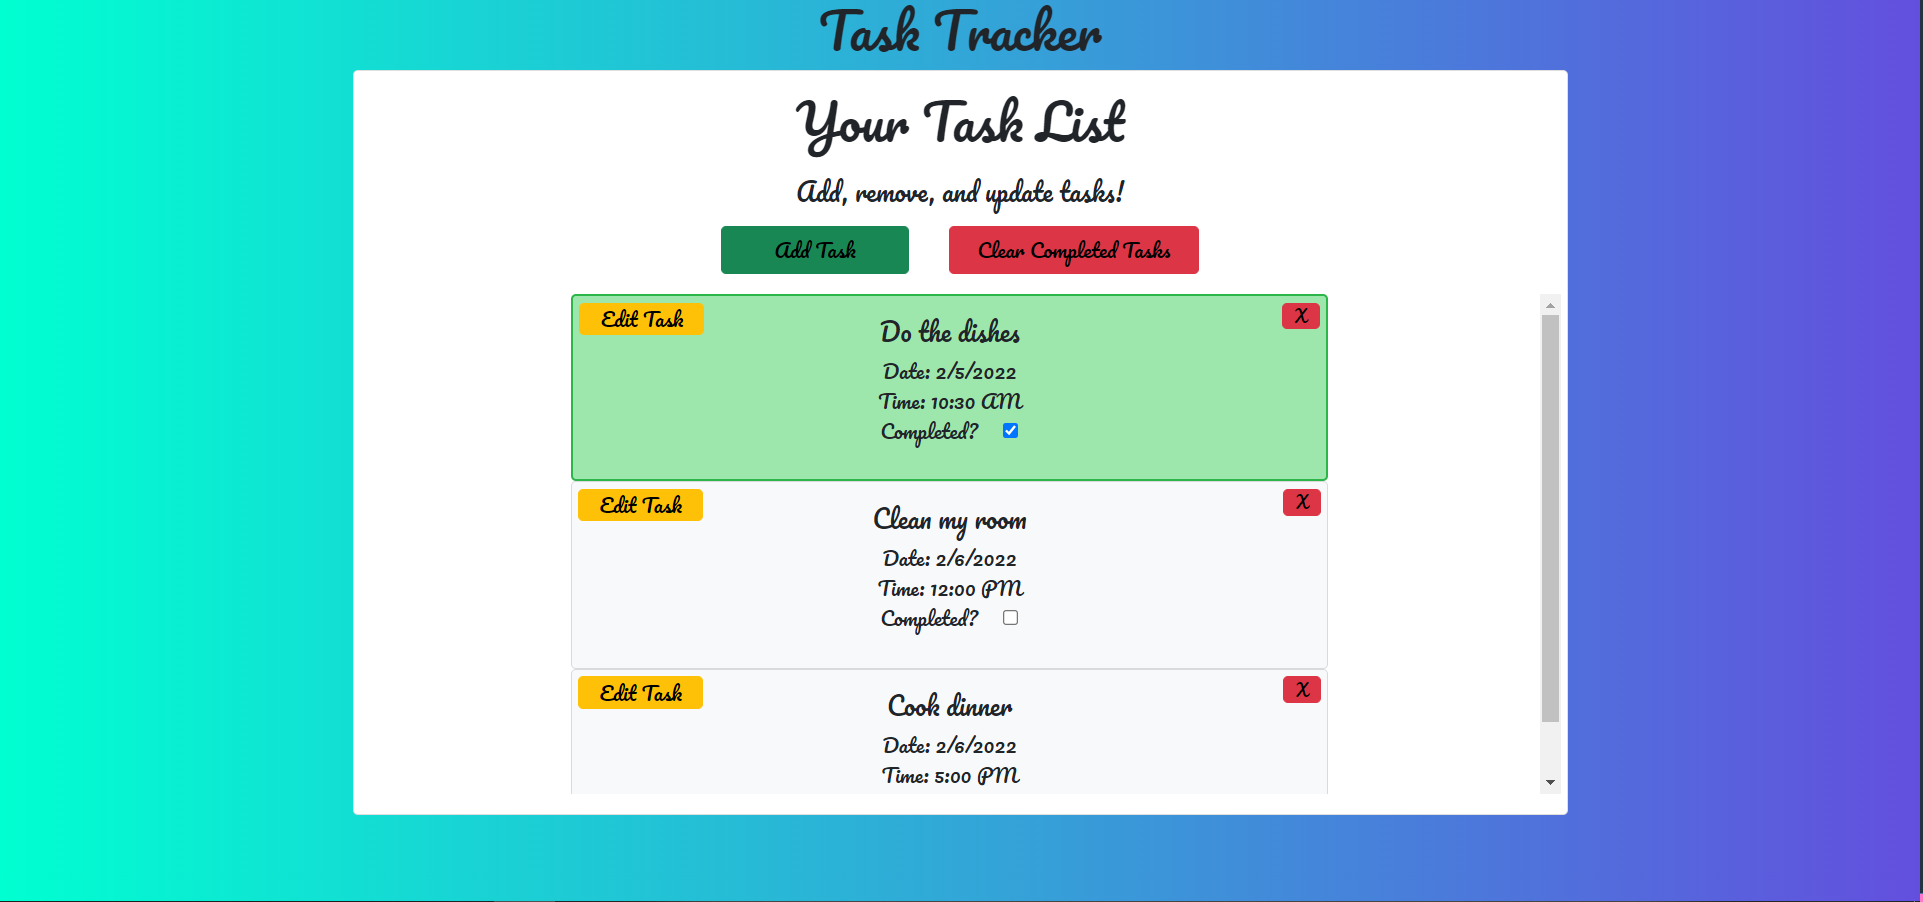 Task Tracker
Your Task List
Add, remove, and update tasks!
Add Task
Clear Completed Tasks
Edit Task
X
Do the dishes
Date: 2/5/2022
Time: 10:30 AM
Completed?
Edit Task
X
Clean my room
Date: 2/6/2022
Time: 12:00 PM
Completed?
Edit Task
X
Cook dinner
Date: 2/6/2022
Time: 5:00 PM